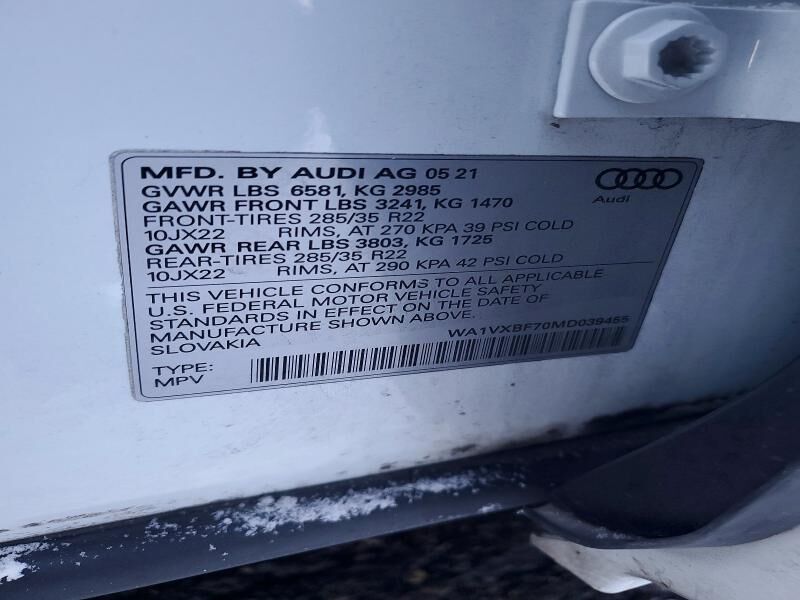 MFD. BY AUDI AG 05 21
GVWR LBS 6581, KG 2985
GAWR FRONT LBS 3241, KG 1470
FRONT-TIRES 285/35 R22
10JX22 RIMS, AT 270 KPA 39 PSI COLD
GAWR REAR LBS 3803, KG 1725
REAR-TIRES 285/35 R22
10JX22 RIMS, AT 290 KPA 42 PSI COLD
Audi
THIS VEHICLE CONFORMS TO ALL APPLICABLE
U.S. FEDERAL MOTOR VEHICLE SAFETY
STANDARDS IN EFFECT ON THE DATE OF
MANUFACTURE SHOWN ABOVE.
SLOVAKIA WA1VXBF70MD039455
TYPE:
MPV